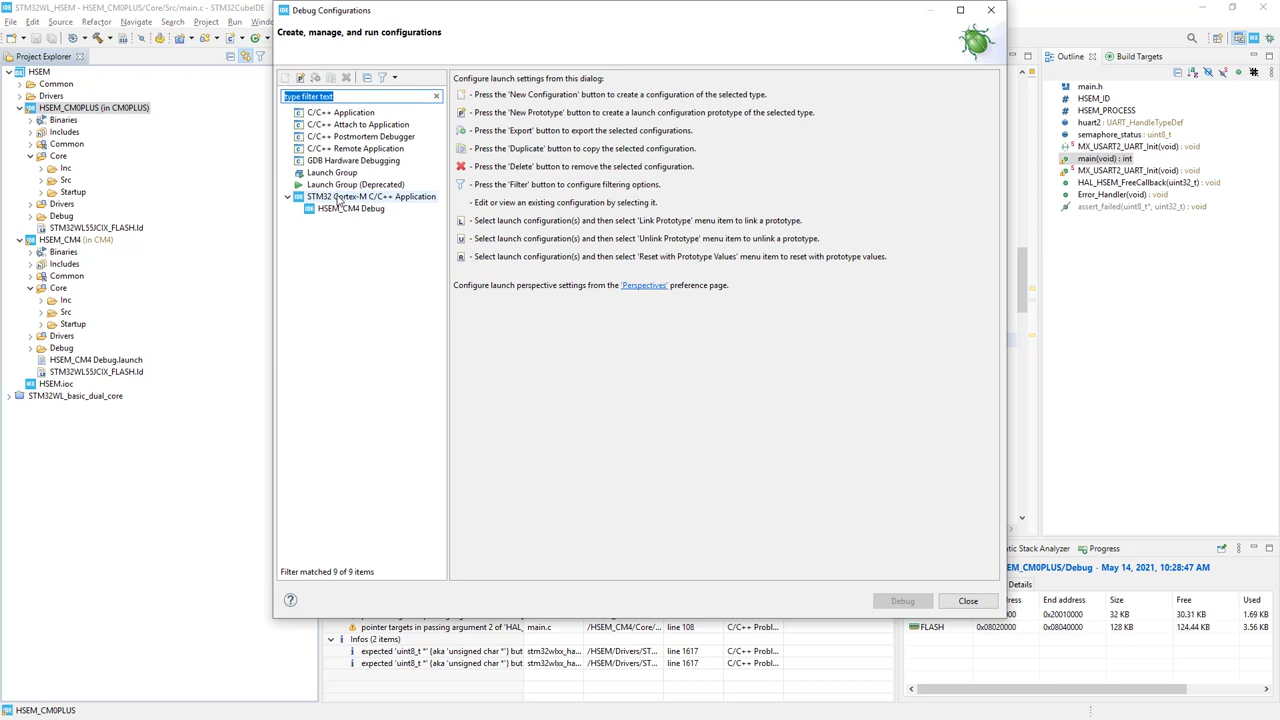 STM32WL_HSEM - HSEM_CM0PLUS/Core/Src/main.c - STM32CubeIDE
File Edit Source Refactor Navigate Search Project Run Wind
Project Explorer
HSEM
Common
Drivers
HSEM_CM0PLUS (in CM0PLUS)
Binaries
Includes
Common
Core
Inc
Src
Startup
Drivers
Debug
STM32WL55JCIX_FLASH.ld
HSEM_CM4 (in CM4)
Binaries
Includes
Common
Core
Inc
Src
Startup
Drivers
Debug
HSEM_CM4 Debug.launch
STM32WL55JCIX_FLASH.ld
HSEM.ioc
STM32WL_basic_dual_core
Debug Configurations
Create, manage, and run configurations
type filter text
C/C++ Application
C/C++ Attach to Application
C/C++ Postmortem Debugger
C/C++ Remote Application
GDB Hardware Debugging
Launch Group
Launch Group (Deprecated)
STM32 Cortex-M C/C++ Application
HSEM_CM4 Debug
Filter matched 9 of 9 items
Configure launch settings from this dialog:
- Press the 'New Configuration' button to create a configuration of the selected type.
- Press the 'New Prototype' button to create a launch configuration prototype of the selected type.
- Press the 'Export' button to export the selected configurations.
- Press the 'Duplicate' button to copy the selected configuration.
- Press the 'Delete' button to remove the selected configuration.
- Press the 'Filter' button to configure filtering options.
- Edit or view an existing configuration by selecting it.
- Select launch configuration(s) and then select 'Link Prototype' menu item to link a prototype.
- Select launch configuration(s) and then select 'Unlink Prototype' menu item to unlink a prototype.
- Select launch configuration(s) and then select 'Reset with Prototype Values' menu item to reset with prototype values.
Configure launch perspective settings from the 'Perspectives' preference page.
Debug Close
Outline Build Targets
main.h
HSEM_ID
HSEM_PROCESS
huart2 : UART_HandleTypeDef
semaphore_status : uint8_t
MX_USART2_UART_Init(void) : void
main(void) : int
MX_USART2_UART_Init(void) : void
HAL_HSEM_FreeCallback(uint32_t) : void
Error_Handler(void) : void
assert_failed(uint8_t*, uint32_t) : void
pointer targets in passing argument 2 of 'HAL_ main.c /HSEM_CM4/Core/... line 108 C/C++ Probl...
Infos (2 items)
expected 'uint8_t *' {aka 'unsigned char *'} but stm32wlxx_ha... /HSEM/Drivers/ST... line 1617 C/C++ Probl...
expected 'uint8_t *' {aka 'unsigned char *'} but stm32wlxx_ha... /HSEM/Drivers/ST... line 1617 C/C++ Probl...
tic Stack Analyzer Progress
EM_CM0PLUS/Debug - May 14, 2021, 10:28:47 AM
Details
ress End address Size Free Used
000 0x20010000 32 KB 30.31 KB 1.69 KB
FLASH 0x08020000 0x08040000 128 KB 124.44 KB 3.56 KB
HSEM_CM0PLUS